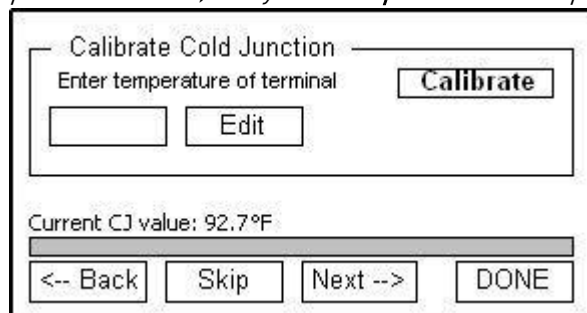 Calibrate Cold Junction
Enter temperature of terminal Calibrate
Edit
Current CJ value: 92.7°F
<-- Back Skip Next --> DONE